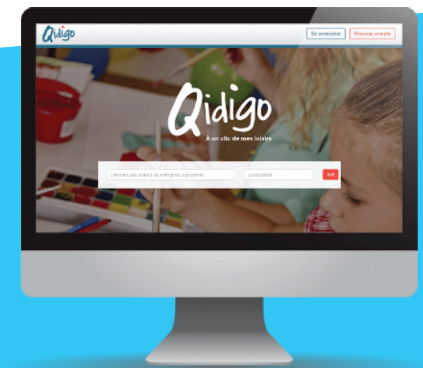 Qidigo
Se connecter
Nouveau compte
Qidigo
À un clic de mes loisirs
Localisation
Go!